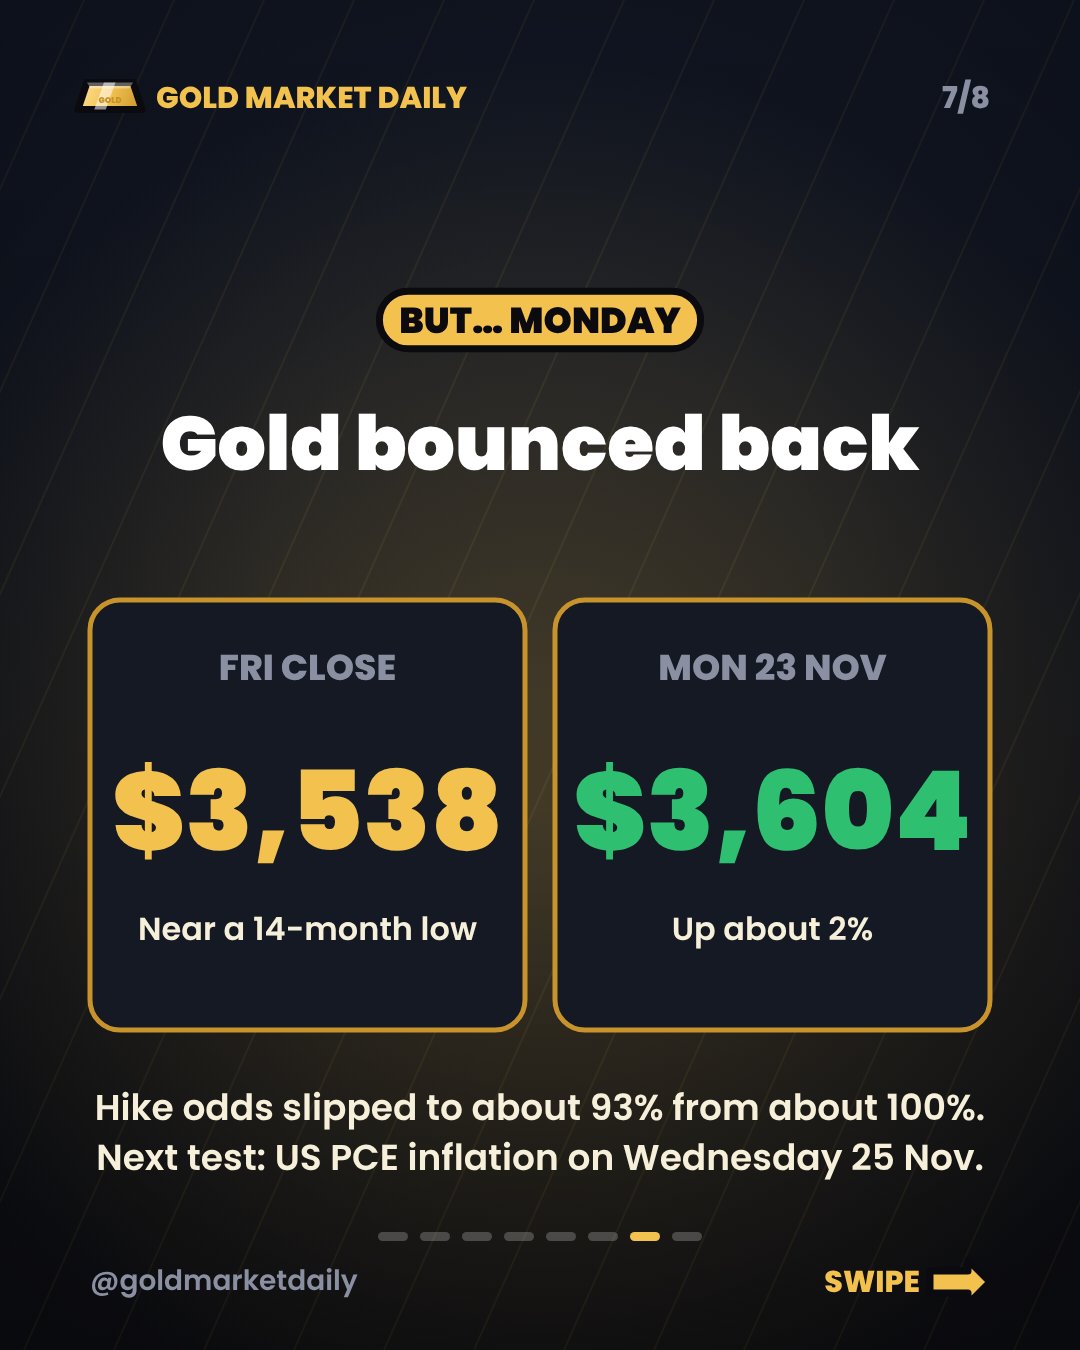 GOLD
GOLD MARKET DAILY
7/8
BUT... MONDAY
Gold bounced back
FRI CLOSE
$3,538
Near a 14-month low
MON 23 NOV
$3,604
Up about 2%
Hike odds slipped to about 93% from about 100%.
Next test: US PCE inflation on Wednesday 25 Nov.
@goldmarketdaily
SWIPE